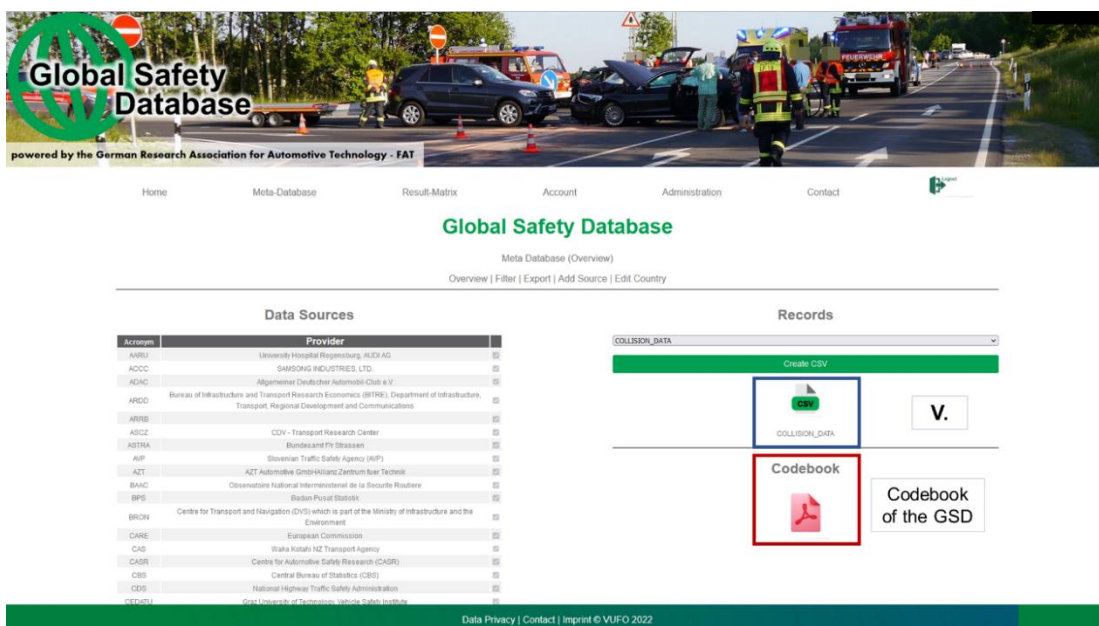 Global Safety
Database
powered by the German Research Association for Automotive Technology - FAT
FEUERWEHR
Home Meta-Database Result-Matrix Account Administration Contact Logout
Global Safety Database
Meta Database (Overview)
Overview | Filter | Export | Add Source | Edit Country
Data Sources
Acronym Provider
AARU University Hospital Regensburg, AUDI AG
ACCC SAMSONG INDUSTRIES, LTD.
ADAC Allgemeiner Deutscher Automobil-Club e.V.
ARDD Bureau of Infrastructure and Transport Research Economics (BITRE), Department of Infrastructure,
Transport, Regional Development and Communications
ARRB
ASCZ CDV - Transport Research Center
ASTRA Bundesamt f?r Strassen
AVP Slovenian Traffic Safety Agency (AVP)
AZT AZT Automotive GmbHAllianz Zentrum fuer Technik
BAAC Observatoire National Interministeriel de la Securite Routiere
BPS Badan Pusat Statistik
BRON Centre for Transport and Navigation (DVS) which is part of the Ministry of Infrastructure and the
Environment
CARE European Commission
CAS Waka Kotahi NZ Transport Agency
CASR Centre for Automotive Safety Research (CASR)
CBS Central Bureau of Statistics (CBS)
CDS National Highway Traffic Safety Administration
CEDATU Graz University of Technology, Vehicle Safety Institute
Records
COLLISION_DATA
Create CSV
CSV
COLLISION_DATA
V.
Codebook
Codebook
of the GSD
Data Privacy | Contact | Imprint © VUFO 2022